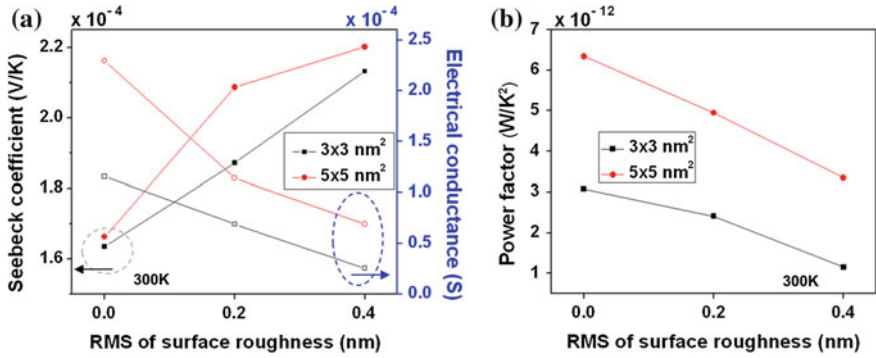 (a)
x 10⁻⁴
x 10⁻⁴
Seebeck coefficient (V/K)
2.2
2.0
1.8
1.6
3x3 nm²
5x5 nm²
300K
2.5
2.0
1.5
1.0
0.5
0.0
Electrical conductance (S)
0.0 0.2 0.4
RMS of surface roughness (nm)
(b)
x 10⁻¹²
Power factor (W/K²)
7
6
5
4
3
2
1
3x3 nm²
5x5 nm²
300K
0.0 0.2 0.4
RMS of surface roughness (nm)